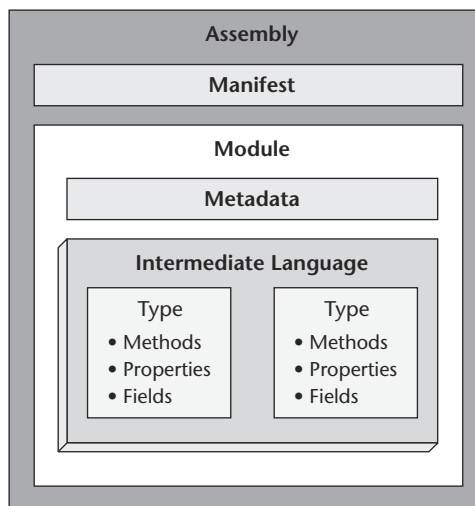 Assembly
Manifest
Module
Metadata
Intermediate Language
Type
• Methods
• Properties
• Fields
Type
• Methods
• Properties
• Fields